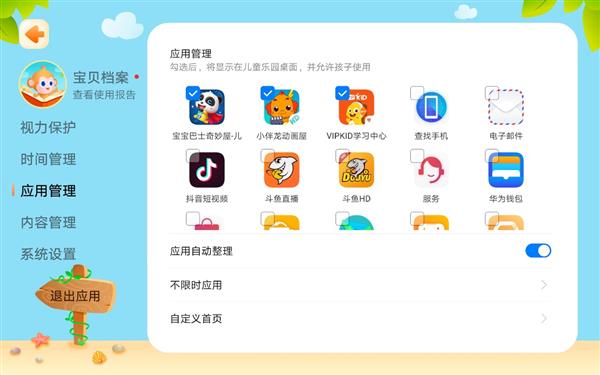 宝贝档案
查看使用报告
视力保护
时间管理
应用管理
内容管理
系统设置
退出应用
应用管理
勾选后，将显示在儿童乐园桌面，并允许孩子使用
宝宝巴士奇妙屋-儿
小伴龙动画屋
VIPKID学习中心
查找手机
电子邮件
抖音短视频
斗鱼直播
斗鱼HD
服务
华为钱包
应用自动整理
不限时应用
自定义首页